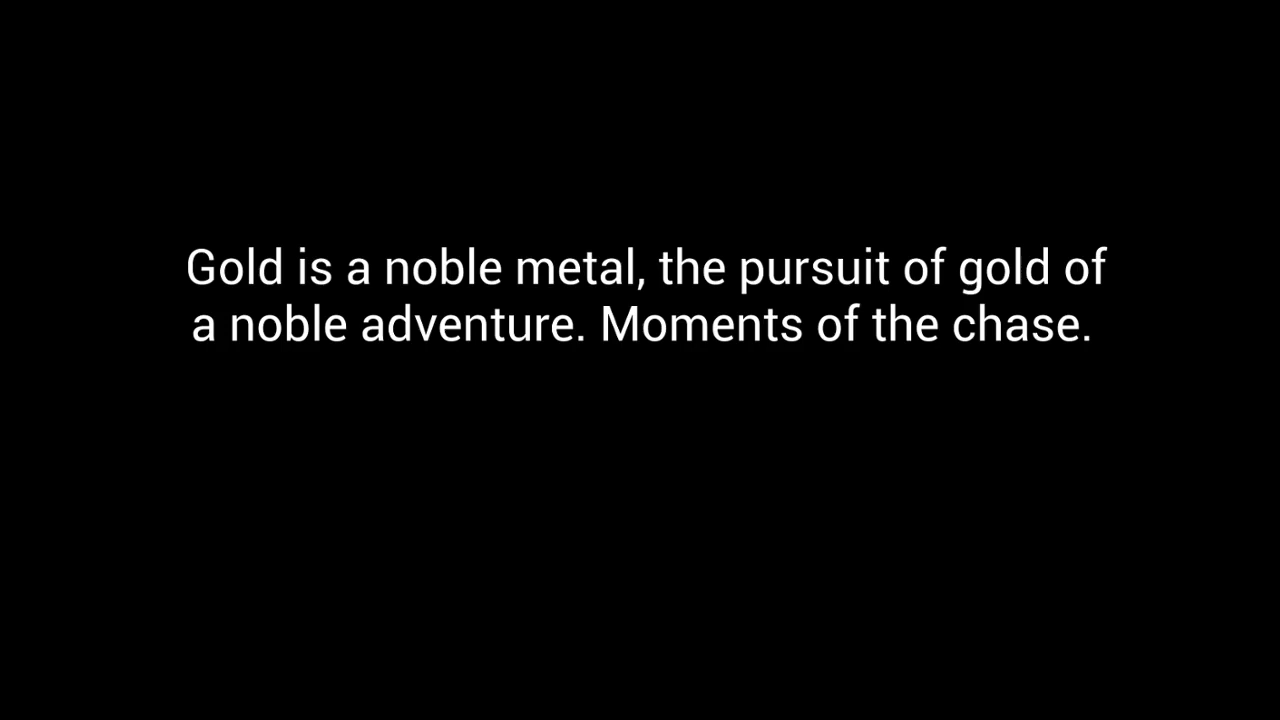 Gold is a noble metal, the pursuit of gold of
a noble adventure. Moments of the chase.